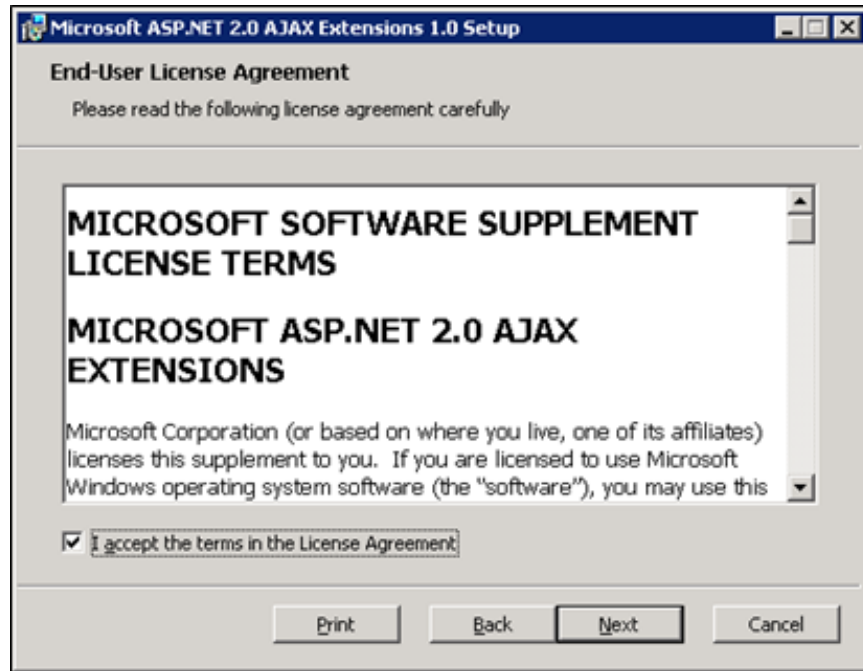 Microsoft ASP.NET 2.0 AJAX Extensions 1.0 Setup
End-User License Agreement
Please read the following license agreement carefully
MICROSOFT SOFTWARE SUPPLEMENT
LICENSE TERMS
MICROSOFT ASP.NET 2.0 AJAX
EXTENSIONS
Microsoft Corporation (or based on where you live, one of its affiliates)
licenses this supplement to you.  If you are licensed to use Microsoft
Windows operating system software (the "software"), you may use this
I accept the terms in the License Agreement
Print Back Next Cancel